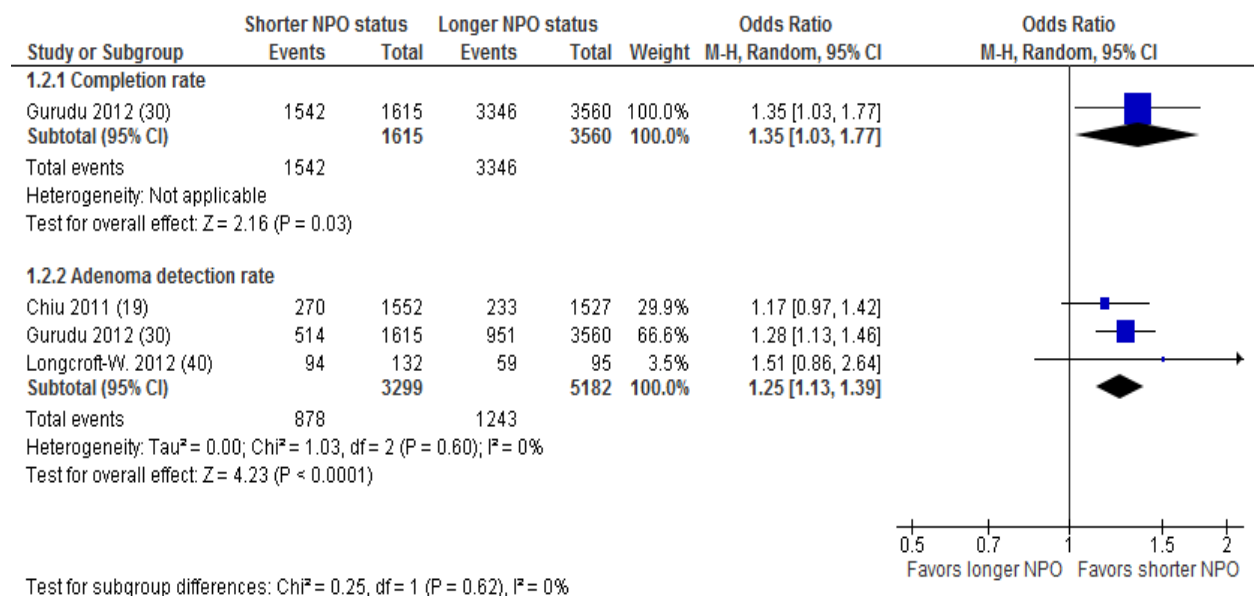 Shorter NPO status Longer NPO status Odds Ratio Odds Ratio
Study or Subgroup Events Total Events Total Weight M-H, Random, 95% CI M-H, Random, 95% CI
1.2.1 Completion rate
Gurudu 2012 (30) 1542 1615 3346 3560 100.0% 1.35 [1.03, 1.77]
Subtotal (95% CI) 1615 3560 100.0% 1.35 [1.03, 1.77]
Total events 1542 3346
Heterogeneity: Not applicable
Test for overall effect: Z = 2.16 (P = 0.03)
1.2.2 Adenoma detection rate
Chiu 2011 (19) 270 1552 233 1527 29.9% 1.17 [0.97, 1.42]
Gurudu 2012 (30) 514 1615 951 3560 66.6% 1.28 [1.13, 1.46]
Longcroft-W. 2012 (40) 94 132 59 95 3.5% 1.51 [0.86, 2.64]
Subtotal (95% CI) 3299 5182 100.0% 1.25 [1.13, 1.39]
Total events 878 1243
Heterogeneity: Tau² = 0.00; Chi² = 1.03, df = 2 (P = 0.60); I² = 0%
Test for overall effect: Z = 4.23 (P < 0.0001)
0.5 0.7 1 1.5 2
Favors longer NPO Favors shorter NPO
Test for subgroup differences: Chi² = 0.25, df = 1 (P = 0.62), I² = 0%